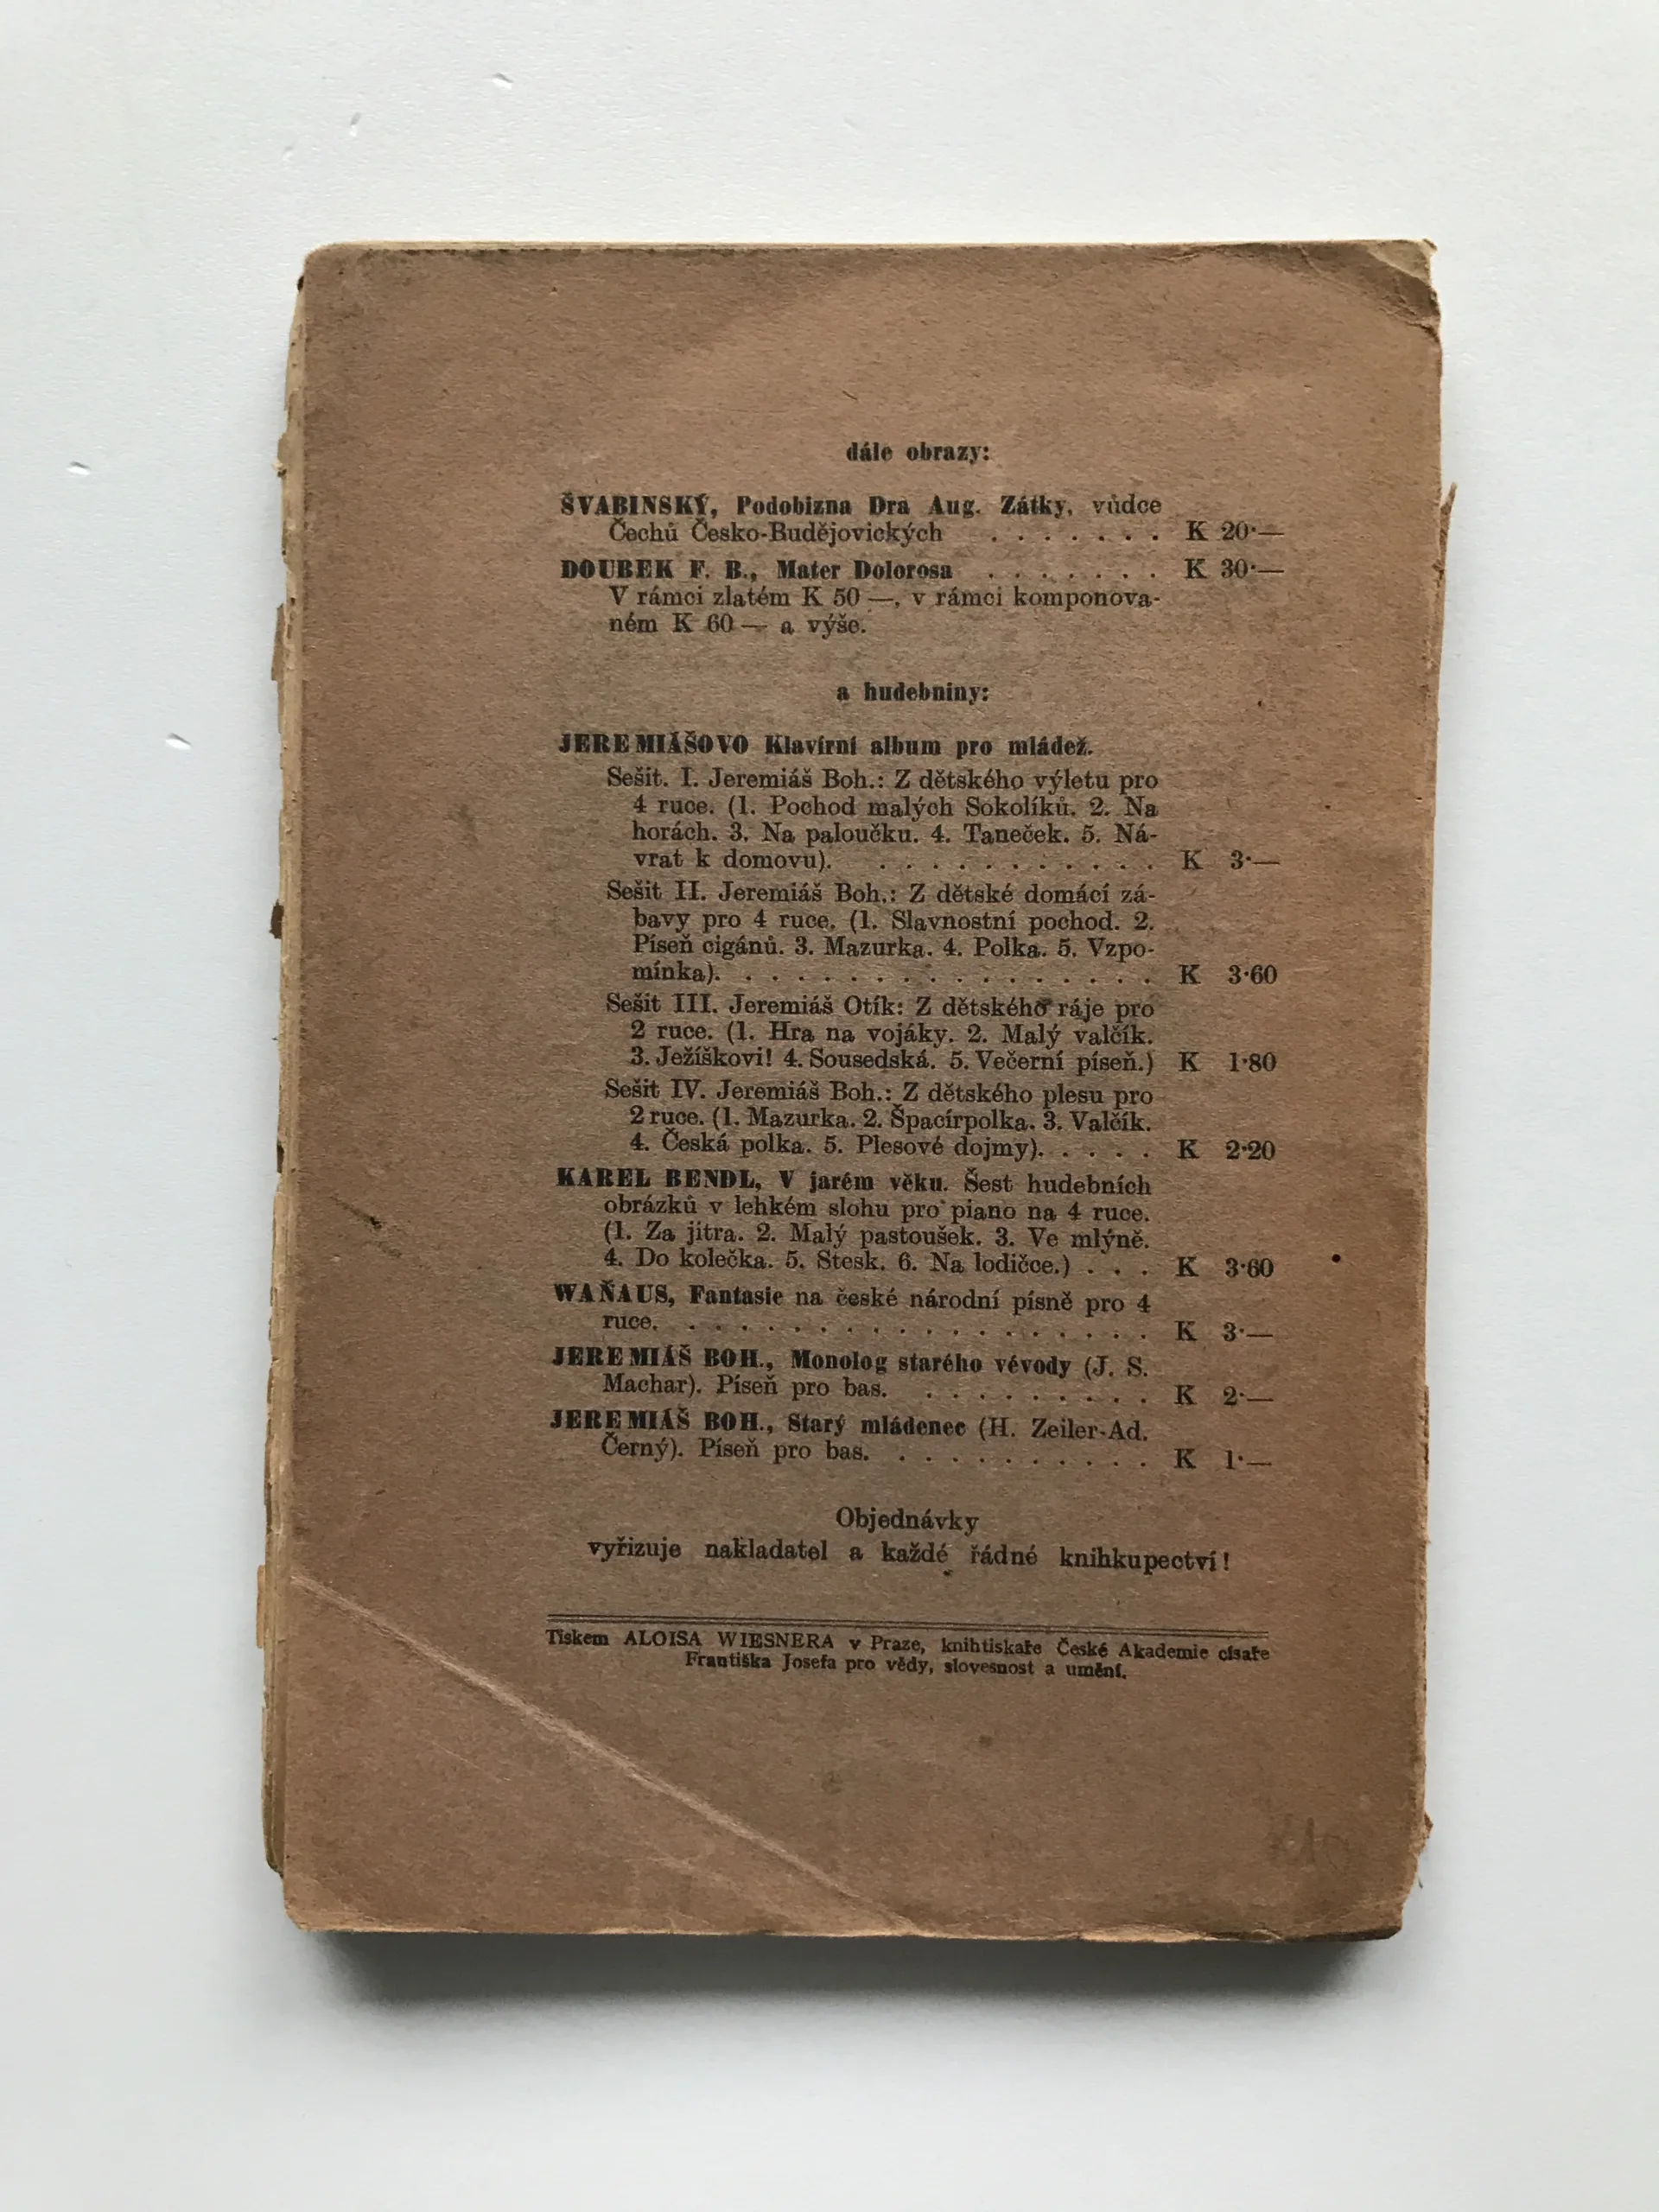 dále obrazy:
ŠVABINSKÝ, Podobizna Dra Aug. Zátky, vůdce
Čechů Česko-Budějovických . . . . . . . K 20·—
DOUBEK F. B., Mater Dolorosa . . . . . . . K 30·—
V rámci zlatém K 50 —, v rámci komponova-
ném K 60 — a výše.
a hudebniny:
JEREMIÁŠOVO Klavírní album pro mládež.
Sešit. I. Jeremiáš Boh.: Z dětského výletu pro
4 ruce. (1. Pochod malých Sokolíků. 2. Na
horách. 3. Na paloučku. 4. Taneček. 5. Ná-
vrat k domovu). . . . . . . . . . . . K 3·—
Sešit II. Jeremiáš Boh.: Z dětské domácí zá-
bavy pro 4 ruce. (1. Slavnostní pochod. 2.
Píseň cigánů. 3. Mazurka. 4. Polka. 5. Vzpo-
mínka). . . . . . . . . . . . . . . . . K 3·60
Sešit III. Jeremiáš Otík: Z dětského ráje pro
2 ruce. (1. Hra na vojáky. 2. Malý valčík.
3. Ježíškovi! 4. Sousedská. 5. Večerní píseň.) K 1·80
Sešit IV. Jeremiáš Boh.: Z dětského plesu pro
2 ruce. (1. Mazurka. 2. Špacírpolka. 3. Valčík.
4. Česká polka. 5. Plesové dojmy). . . . . K 2·20
KAREL BENDL, V jarém věku. Šest hudebních
obrázků v lehkém slohu pro piano na 4 ruce.
(1. Za jitra. 2. Malý pastoušek. 3. Ve mlýně.
4. Do kolečka. 5. Stesk. 6. Na lodičce.) . . . K 3·60
WAŇAUS, Fantasie na české národní písně pro 4
ruce. . . . . . . . . . . . . . . . . . . K 3·—
JEREMIÁŠ BOH., Monolog starého vévody (J. S.
Machar). Píseň pro bas. . . . . . . . . . K 2·—
JEREMIÁŠ BOH., Starý mládenec (H. Zeiler-Ad.
Černý). Píseň pro bas. . . . . . . . . . . K 1·—
Objednávky
vyřizuje nakladatel a každé řádné knihkupectví!
Tiskem ALOISA WIESNERA v Praze, knihtiskaře České Akademie císaře
Františka Josefa pro vědy, slovesnost a umění.